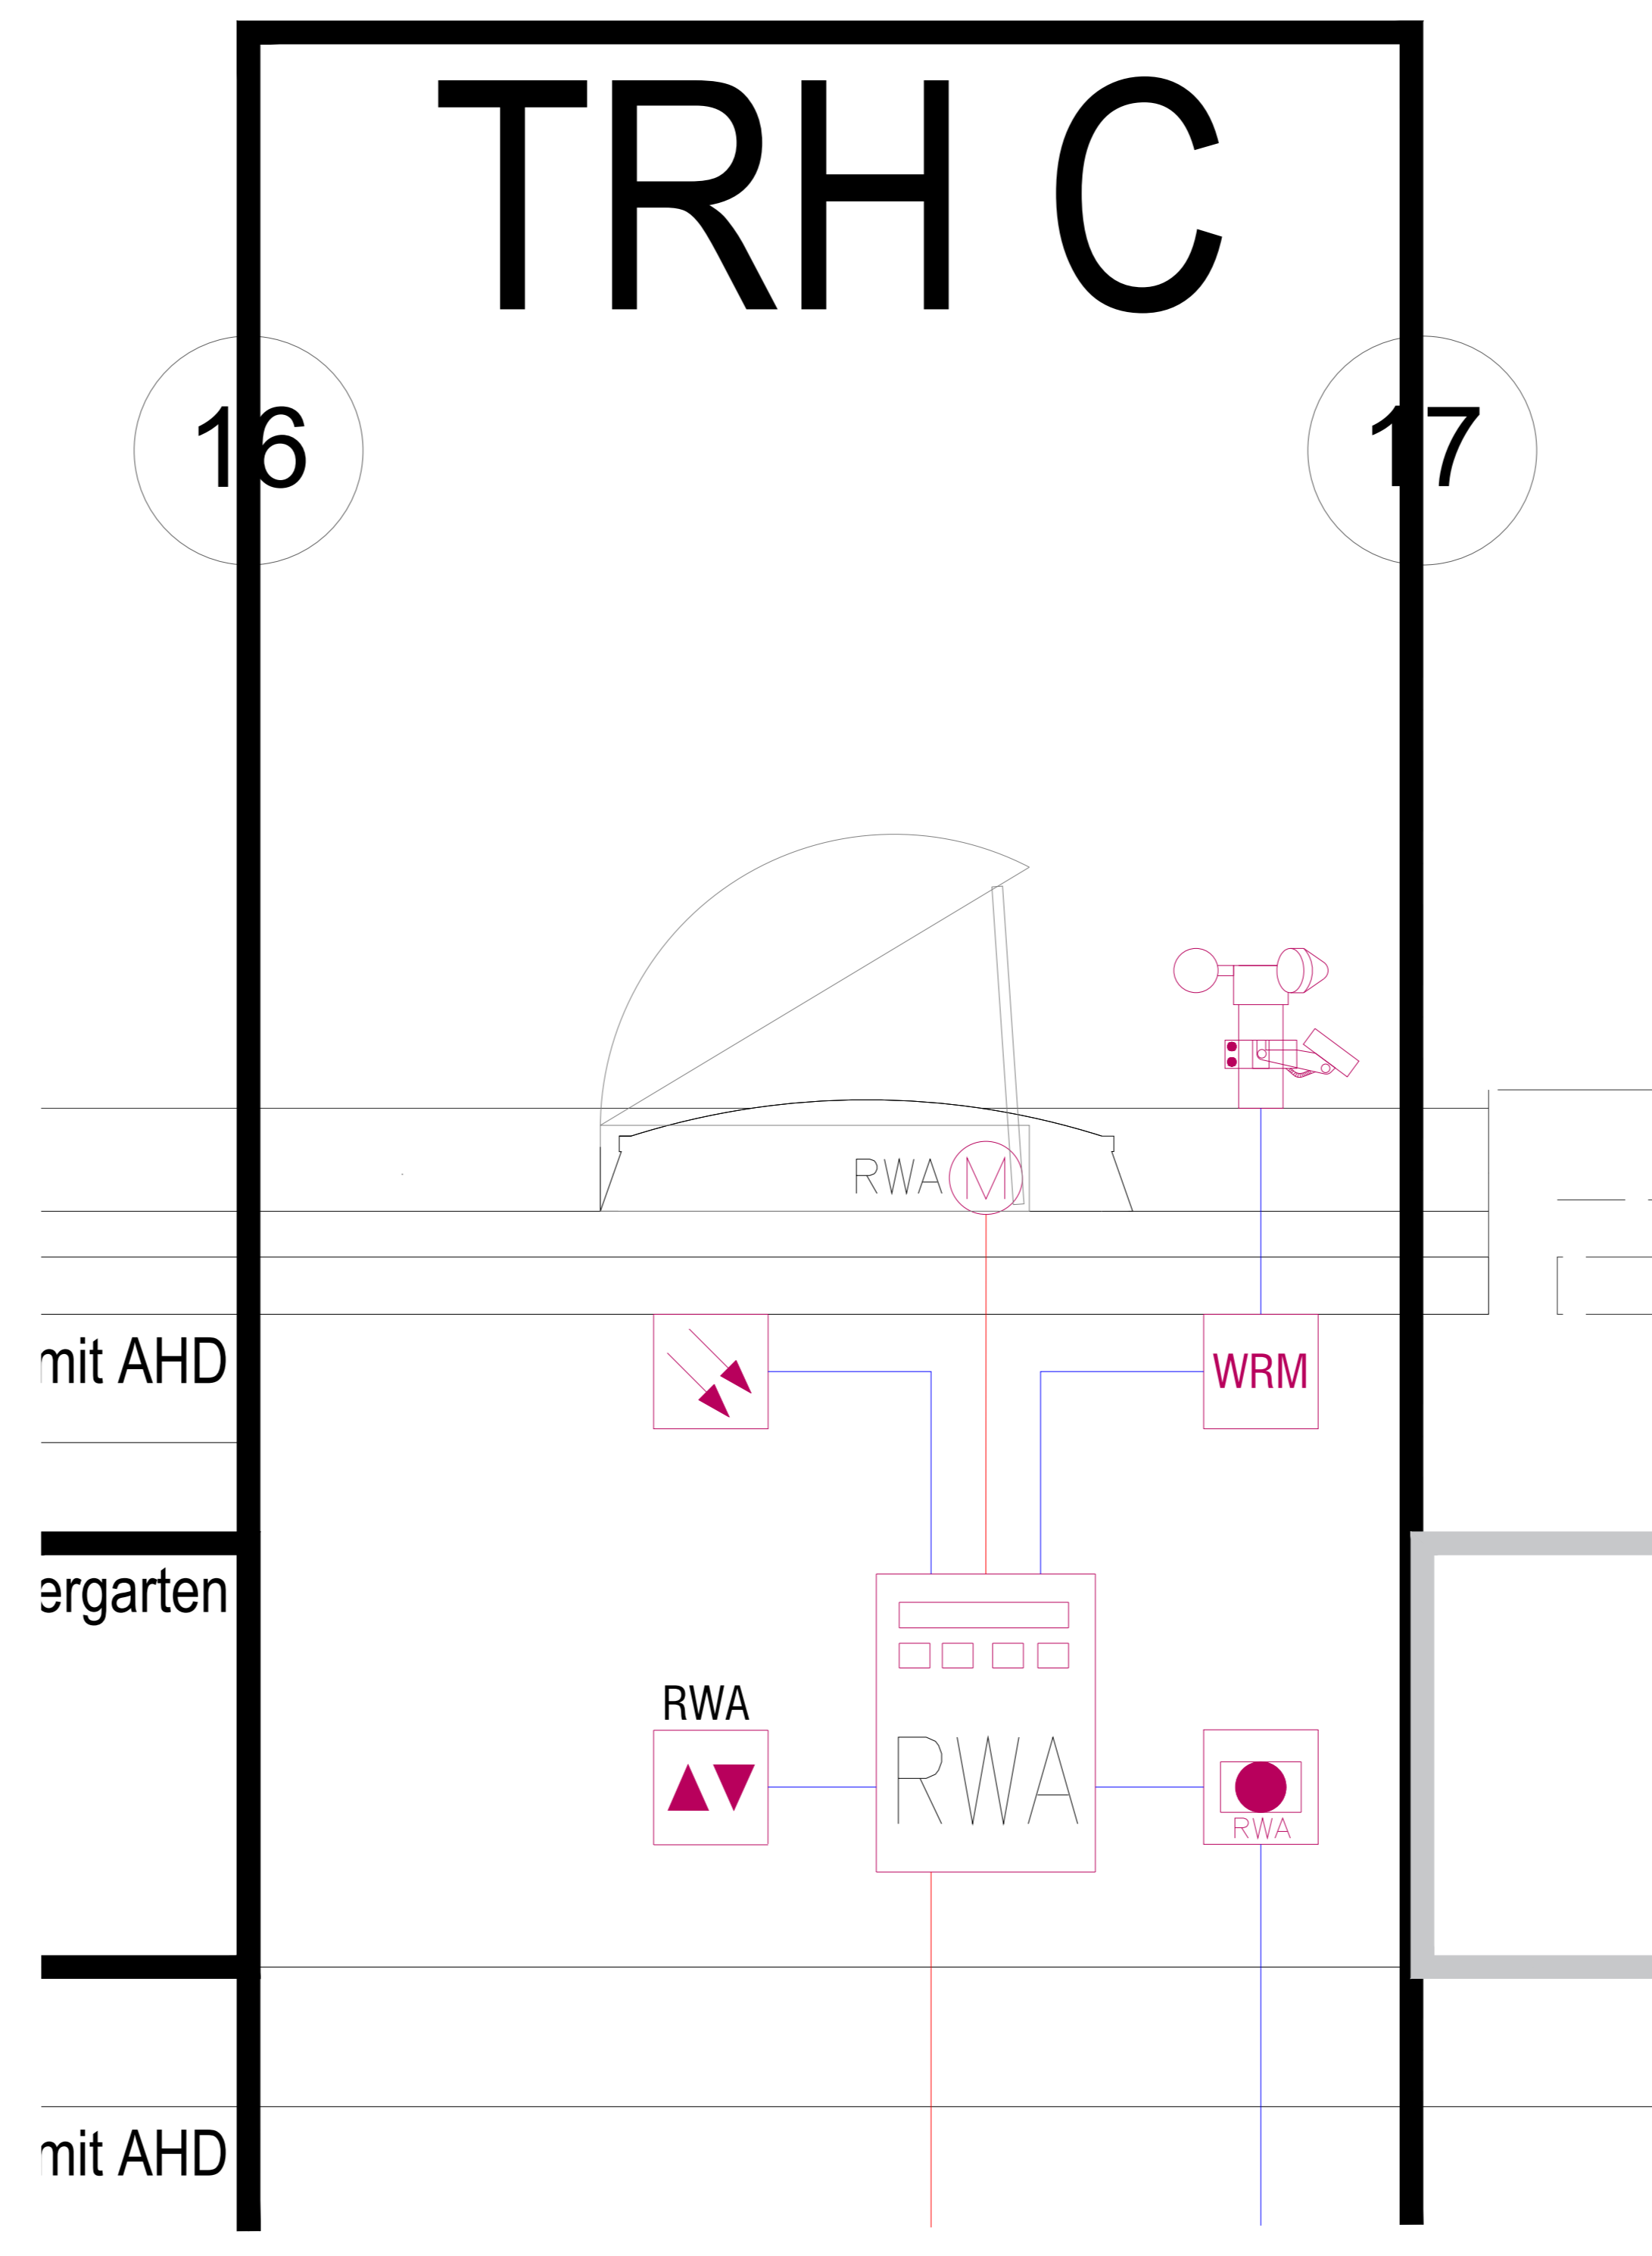 TRH C
16
17
RWA
M
mit AHD
WRM
ergarten
RWA
RWA
RWA
mit AHD